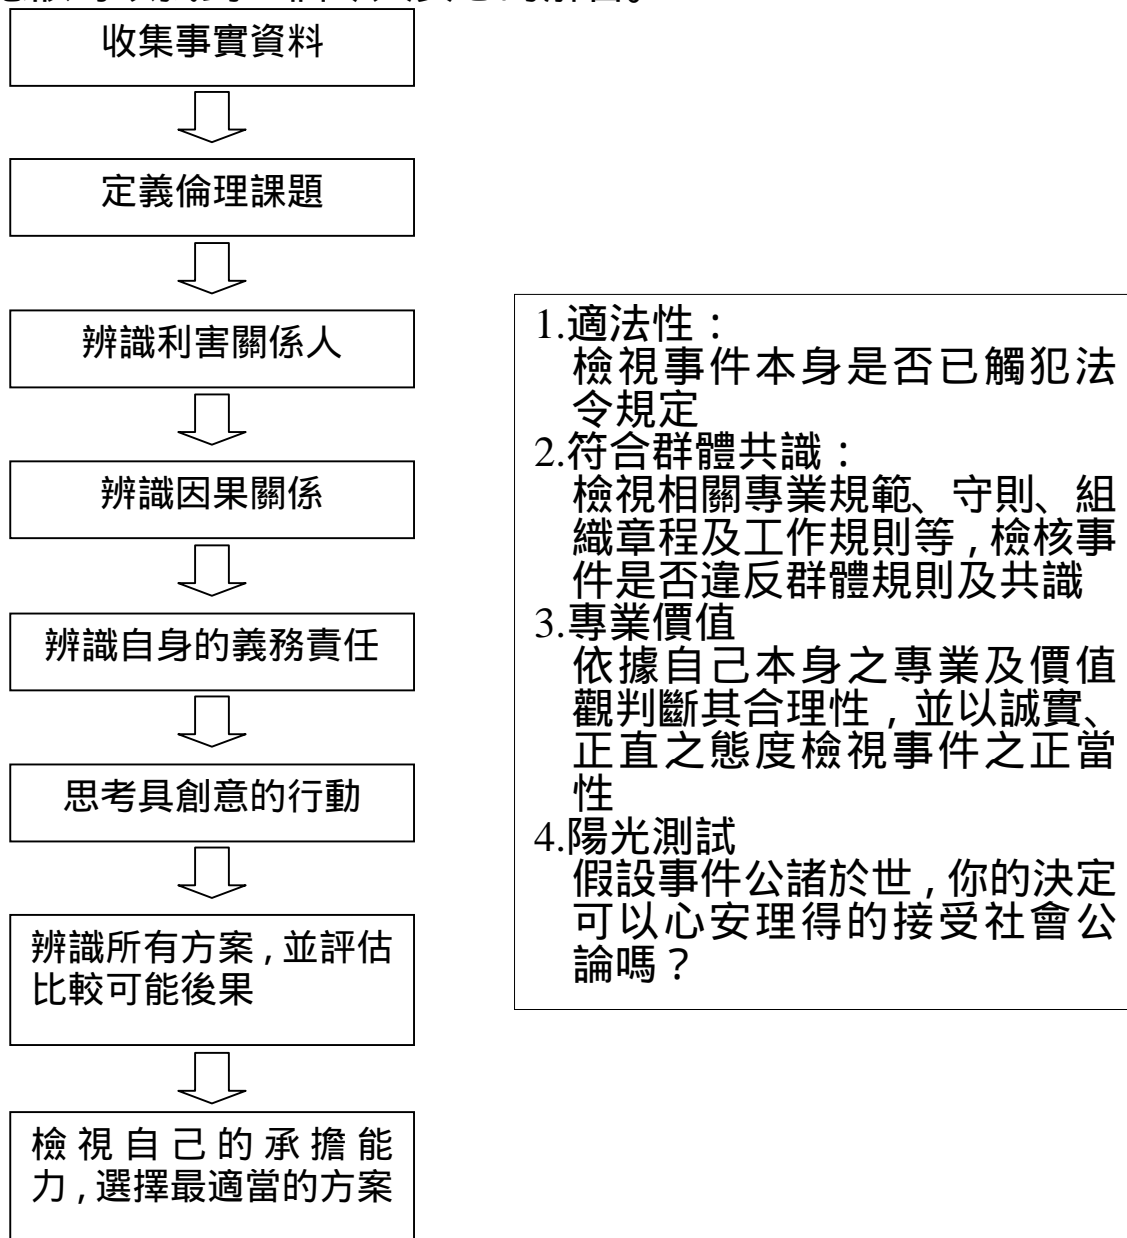 收集事實資料
定義倫理課題
辨識利害關係人
辨識因果關係
辨識自身的義務責任
思考具創意的行動
辨識所有方案，並評估
比較可能後果
檢視自己的承擔能
力，選擇最適當的方案
1.適法性：
檢視事件本身是否已觸犯法
令規定
2.符合群體共識：
檢視相關專業規範、守則、組
織章程及工作規則等，檢核事
件是否違反群體規則及共識
3.專業價值
依據自己本身之專業及價值
觀判斷其合理性，並以誠實、
正直之態度檢視事件之正當
性
4.陽光測試
假設事件公諸於世，你的決定
可以心安理得的接受社會公
論嗎？